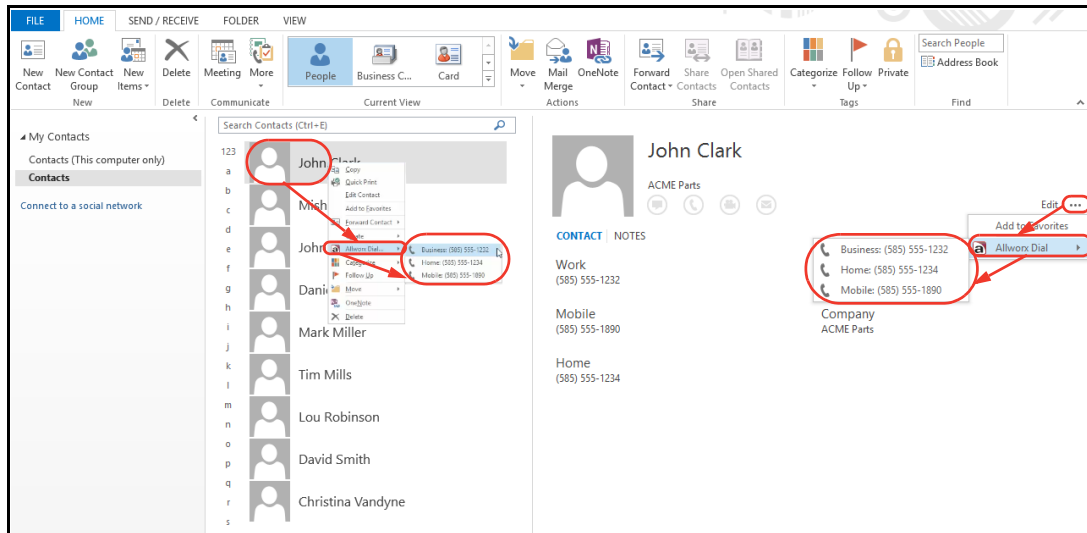 FILE HOME SEND / RECEIVE FOLDER VIEW
New Contact
New Contact Group
New Items
Delete
Meeting
More
People
Business C...
Card
Move
Mail Merge
OneNote
Forward Contact
Share Contacts
Open Shared Contacts
Categorize
Follow Up
Private
Search People
Address Book
New Delete Communicate Current View Actions Share Tags Find
My Contacts
Contacts (This computer only)
Contacts
Connect to a social network
Search Contacts (Ctrl+E)
123
a
b
c
d
e
f
g
h
i
j
k
l
m
n
o
p
q
r
s
John Clark
Mish
John
Dani
Mark Miller
Tim Mills
Lou Robinson
David Smith
Christina Vandyne
Copy
Quick Print
Edit Contact
Add to Favorites
Forward Contact
Allworx Dial...
Categorize
Follow Up
Move
OneNote
Delete
Business: (585) 555-1232
Home: (585) 555-1234
Mobile: (585) 555-1890
John Clark
ACME Parts
Edit ...
Add to Favorites
Allworx Dial
Business: (585) 555-1232
Home: (585) 555-1234
Mobile: (585) 555-1890
CONTACT NOTES
Work
(585) 555-1232
Mobile
(585) 555-1890
Home
(585) 555-1234
Company
ACME Parts